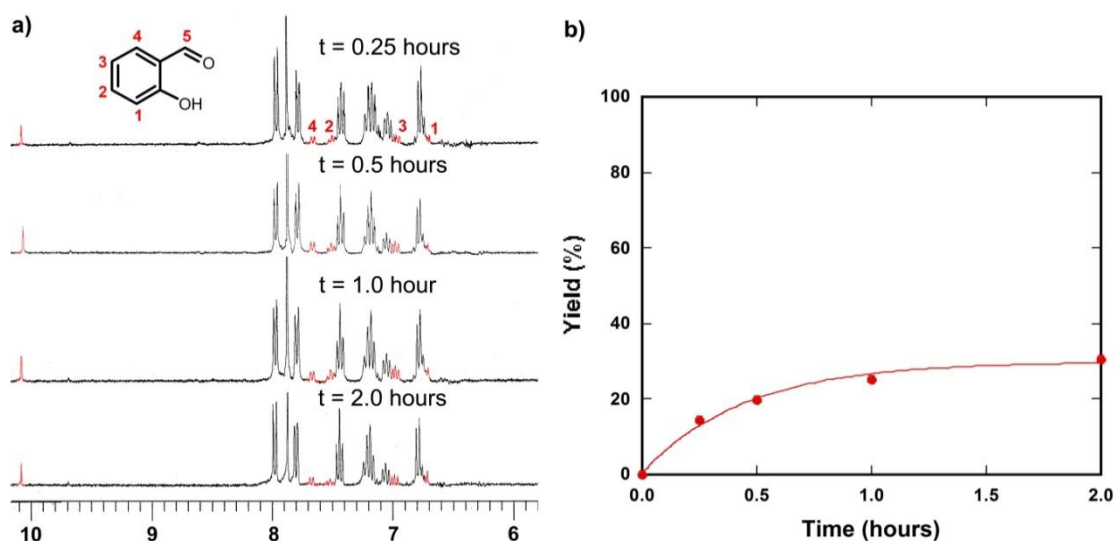 a)
4
5
3
O
2
OH
1
t = 0.25 hours
4
2
3
1
t = 0.5 hours
t = 1.0 hour
t = 2.0 hours
10
9
8
7
6
b)
100
80
60
40
20
0
Yield (%)
0.0
0.5
1.0
1.5
2.0
Time (hours)